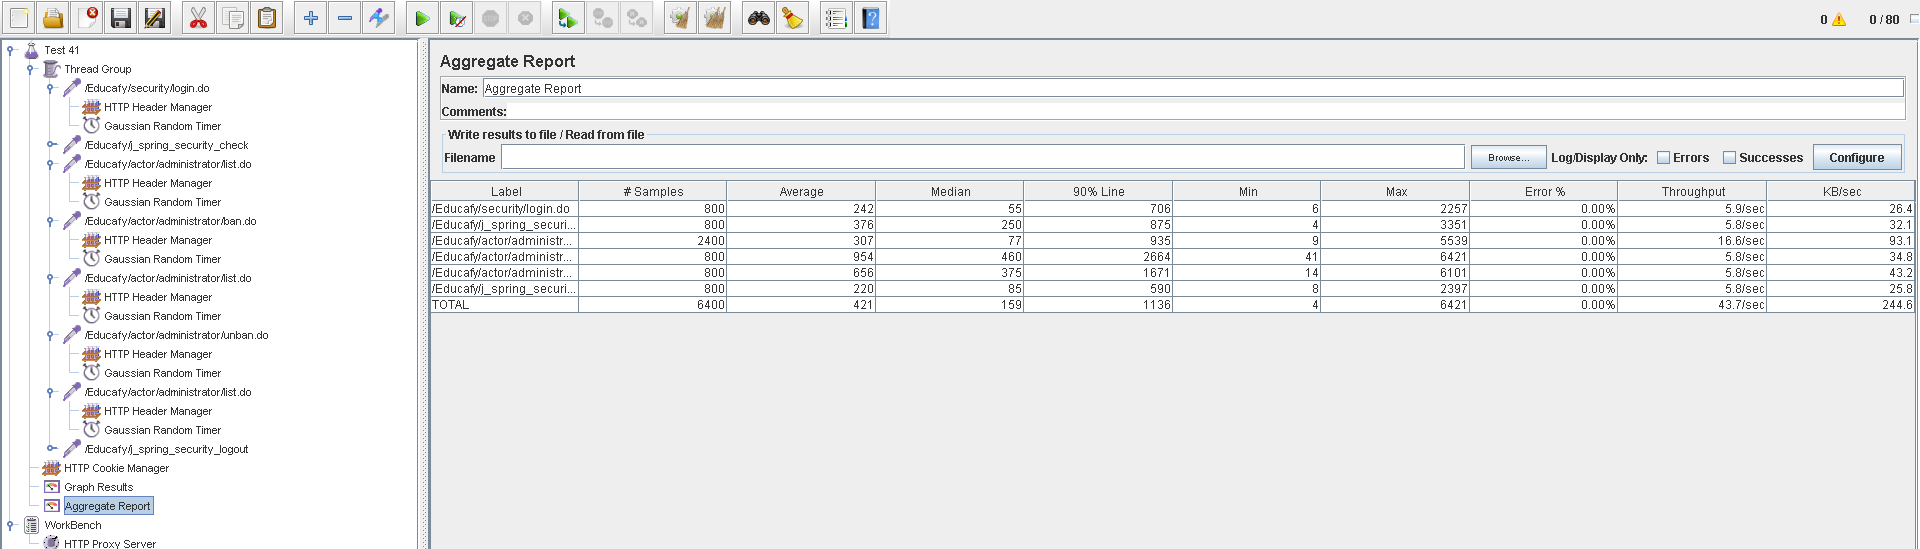 0 0 / 80
Test 41
Thread Group
/Educafy/security/login.do
HTTP Header Manager
Gaussian Random Timer
/Educafy/j_spring_security_check
/Educafy/actor/administrator/list.do
HTTP Header Manager
Gaussian Random Timer
/Educafy/actor/administrator/ban.do
HTTP Header Manager
Gaussian Random Timer
/Educafy/actor/administrator/list.do
HTTP Header Manager
Gaussian Random Timer
/Educafy/actor/administrator/unban.do
HTTP Header Manager
Gaussian Random Timer
/Educafy/actor/administrator/list.do
HTTP Header Manager
Gaussian Random Timer
/Educafy/j_spring_security_logout
HTTP Cookie Manager
Graph Results
Aggregate Report
WorkBench
HTTP Proxy Server
Aggregate Report
Name: Aggregate Report
Comments:
Write results to file / Read from file
Filename Browse... Log/Display Only: Errors Successes Configure
Label # Samples Average Median 90% Line Min Max Error % Throughput KB/sec
/Educafy/security/login.do 800 242 55 706 6 2257 0.00% 5.9/sec 26.4
/Educafy/j_spring_securi... 800 376 250 875 4 3351 0.00% 5.8/sec 32.1
/Educafy/actor/administr... 2400 307 77 935 9 5539 0.00% 16.6/sec 93.1
/Educafy/actor/administr... 800 954 460 2664 41 6421 0.00% 5.8/sec 34.8
/Educafy/actor/administr... 800 656 375 1671 14 6101 0.00% 5.8/sec 43.2
/Educafy/j_spring_securi... 800 220 85 590 8 2397 0.00% 5.8/sec 25.8
TOTAL 6400 421 159 1136 4 6421 0.00% 43.7/sec 244.6